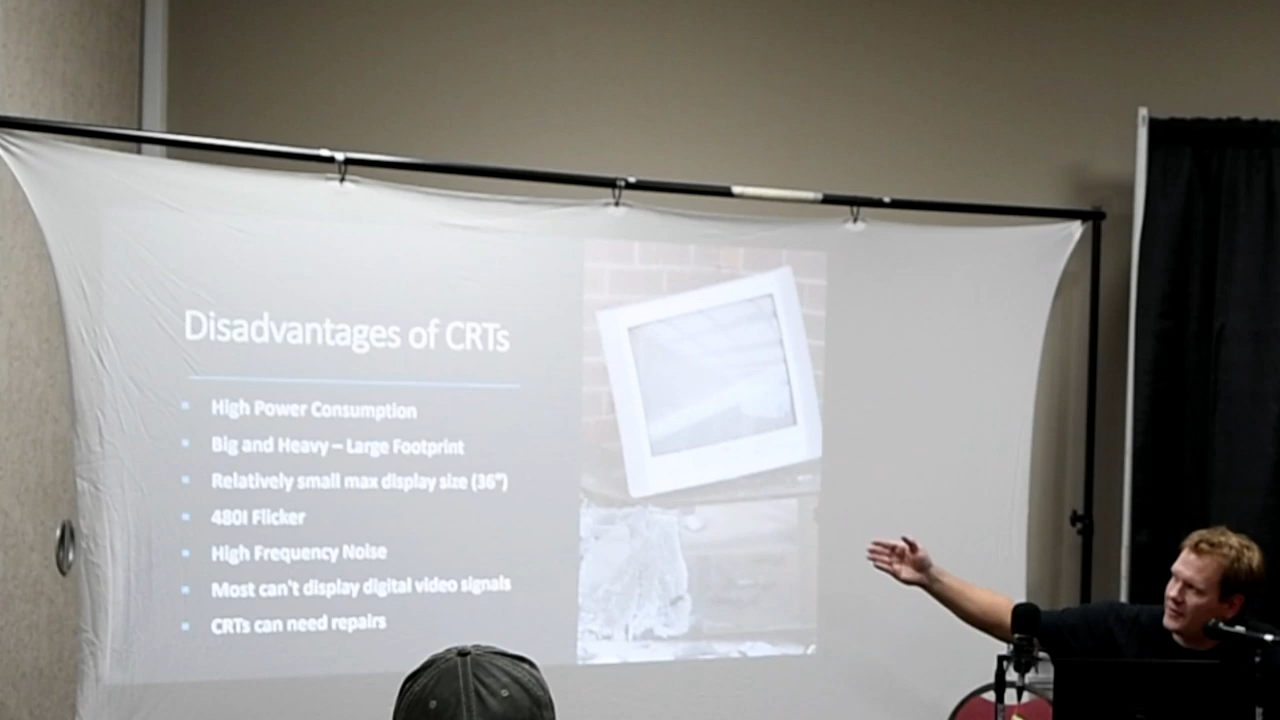 Disadvantages of CRTs
High Power Consumption
Big and Heavy – Large Footprint
Relatively small max display size (36")
480I Flicker
High Frequency Noise
Most can't display digital video signals
CRTs can need repairs